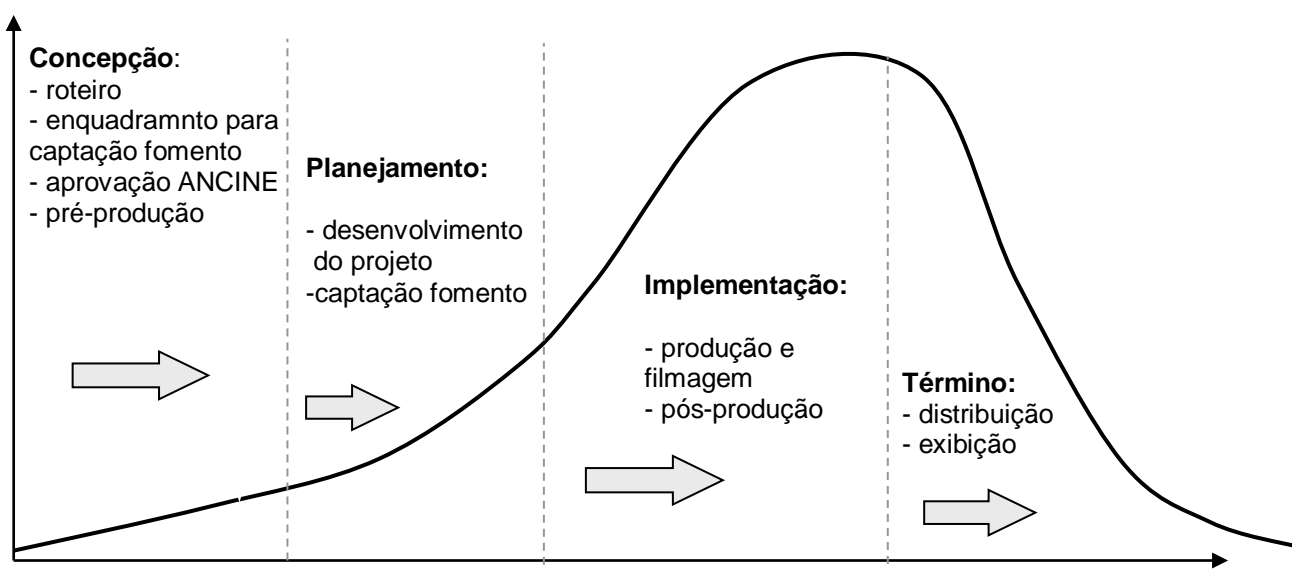 Concepção:
- roteiro
- enquadramnto para
captação fomento
- aprovação ANCINE
- pré-produção
Planejamento:
- desenvolvimento
do projeto
-captação fomento
Implementação:
- produção e
filmagem
- pós-produção
Término:
- distribuição
- exibição